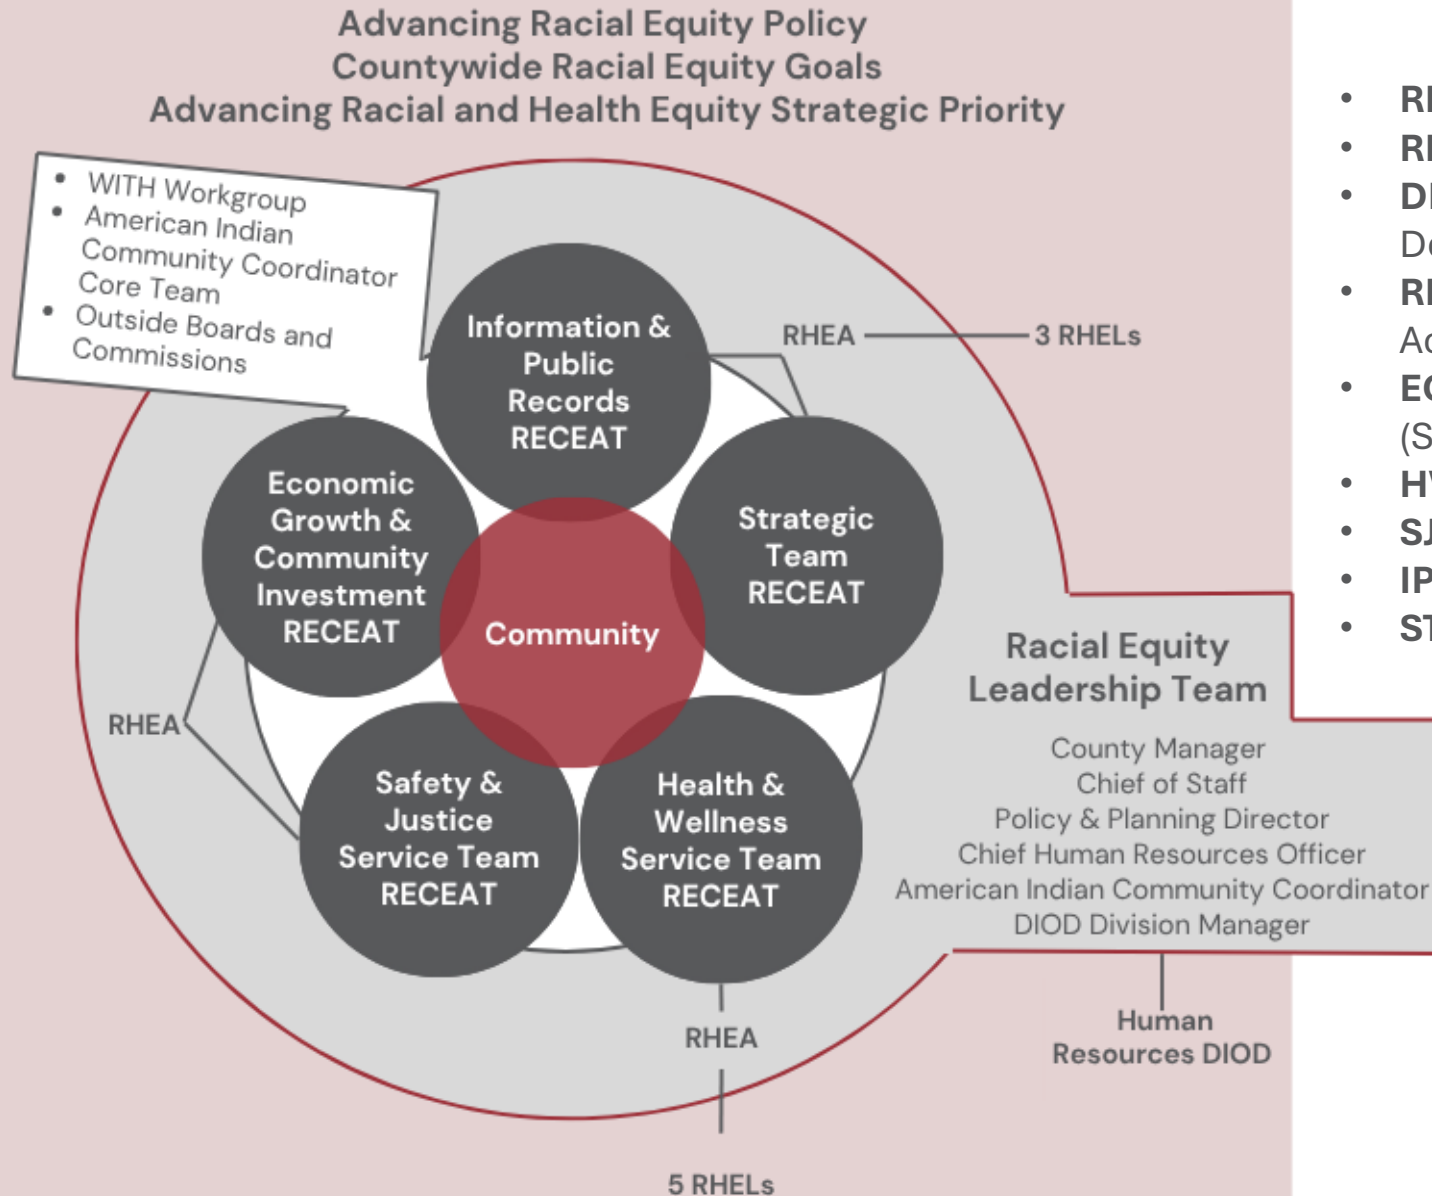 Advancing Racial Equity Policy
Countywide Racial Equity Goals
Advancing Racial and Health Equity Strategic Priority
• WITH Workgroup
• American Indian
Community Coordinator
Core Team
• Outside Boards and
Commissions
Information &
Public
Records
RECEAT
RHEA
3 RHELs
Economic
Growth &
Community
Investment
RECEAT
Strategic
Team
RECEAT
Community
RHEA
Safety &
Justice
Service Team
RECEAT
Health &
Wellness
Service Team
RECEAT
RHEA
5 RHELs
Racial Equity
Leadership Team
County Manager
Chief of Staff
Policy & Planning Director
Chief Human Resources Officer
American Indian Community Coordinator
DIOD Division Manager
Human
Resources DIOD